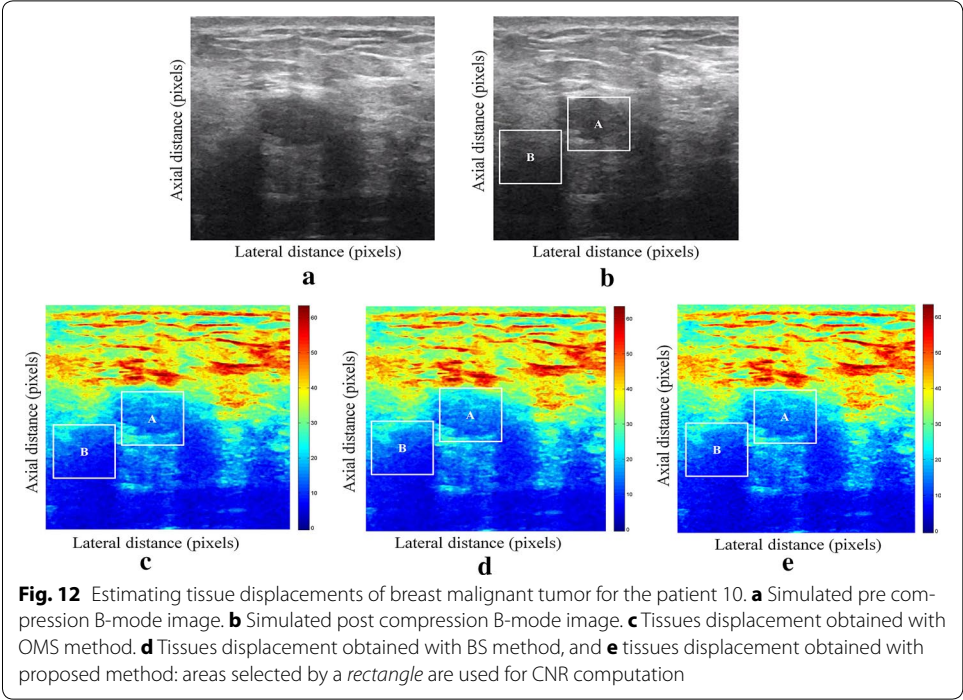 Axial distance (pixels)
Axial distance (pixels)
A
B
Lateral distance (pixels)
Lateral distance (pixels)
a
b
Axial distance (pixels)
A
B
60
50
40
30
20
10
0
Axial distance (pixels)
A
B
60
50
40
30
20
10
0
Axial distance (pixels)
A
B
60
50
40
30
20
10
0
Lateral distance (pixels)
Lateral distance (pixels)
Lateral distance (pixels)
c
d
e
Fig. 12 Estimating tissue displacements of breast malignant tumor for the patient 10. a Simulated pre com-
pression B-mode image. b Simulated post compression B-mode image. c Tissues displacement obtained with
OMS method. d Tissues displacement obtained with BS method, and e tissues displacement obtained with
proposed method: areas selected by a rectangle are used for CNR computation